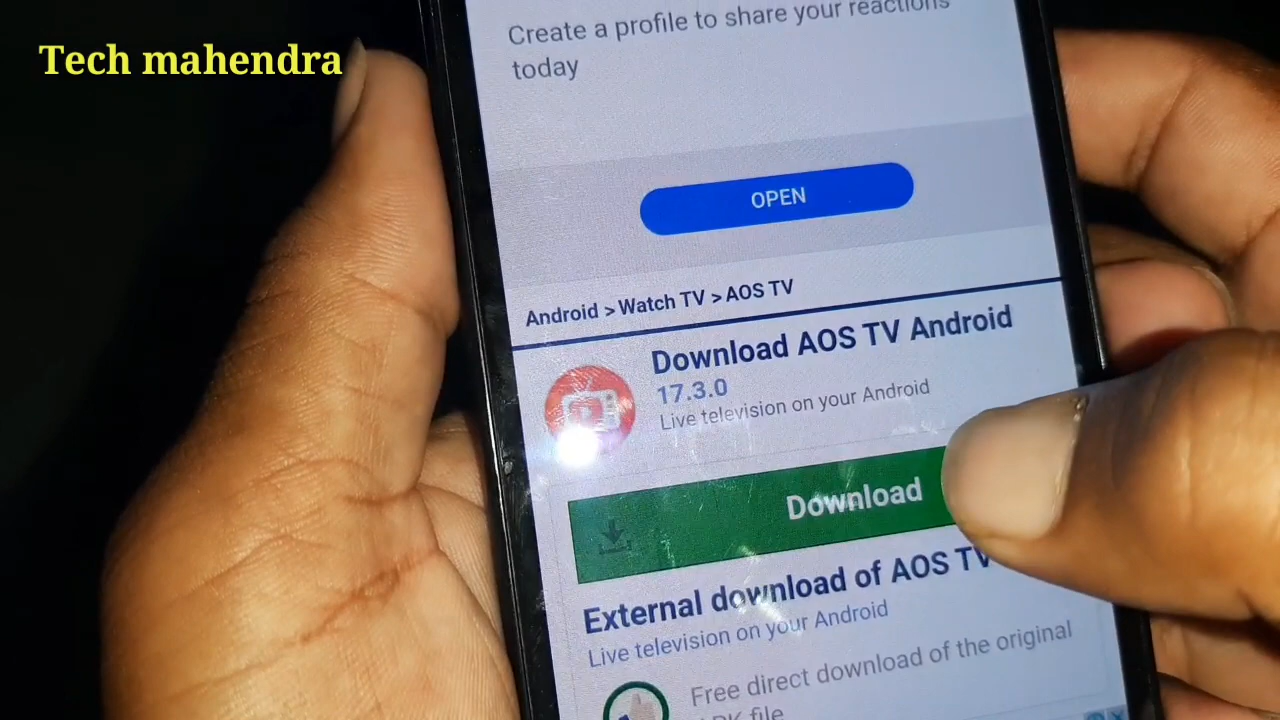 Tech mahendra
Create a profile to share your reactions
today
OPEN
Android > Watch TV > AOS TV
Download AOS TV Android
17.3.0
Live television on your Android
Download
External download of AOS TV
Live television on your Android
Free direct download of the original
APK file